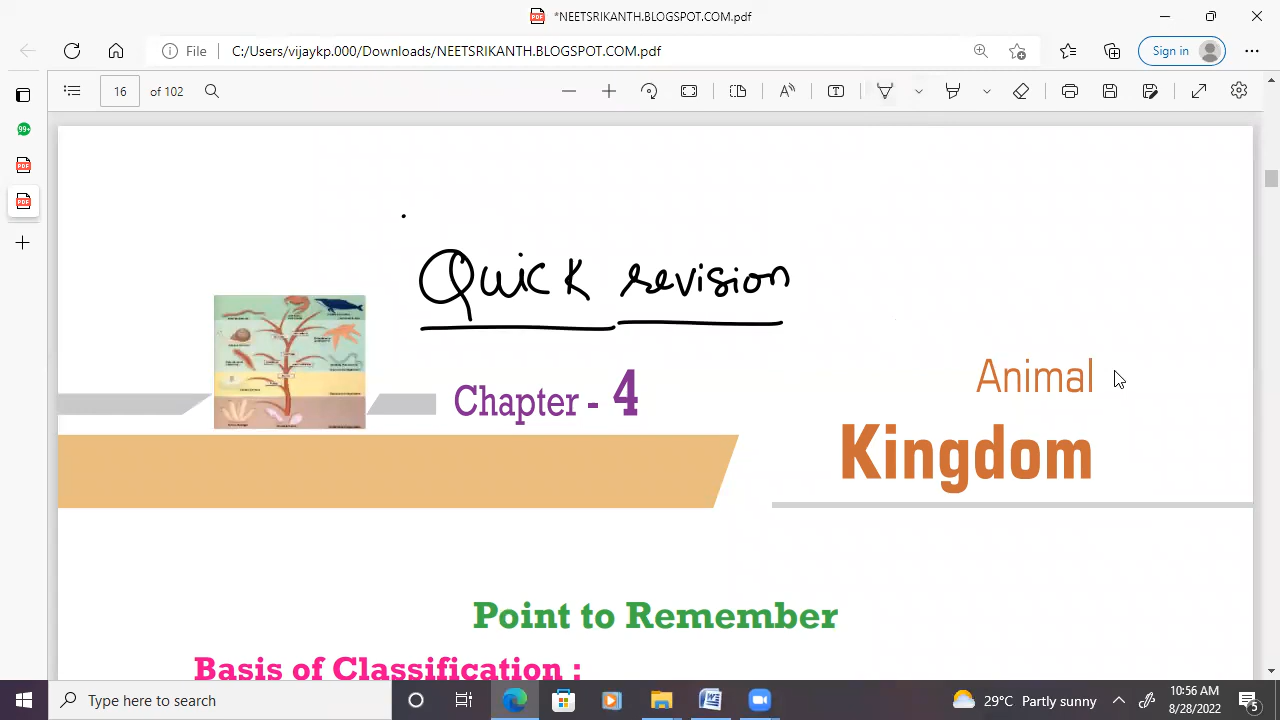 *NEETSRIKANTH.BLOGSPOT.COM.pdf
File C:/Users/vijaykp.000/Downloads/NEETSRIKANTH.BLOGSPOT.COM.pdf
Sign in
16 of 102
99+
Quick revision
Chapter - 4
Animal
Kingdom
Point to Remember
Basis of Classification :
Type here to search
29°C Partly sunny
10:56 AM
8/28/2022
5